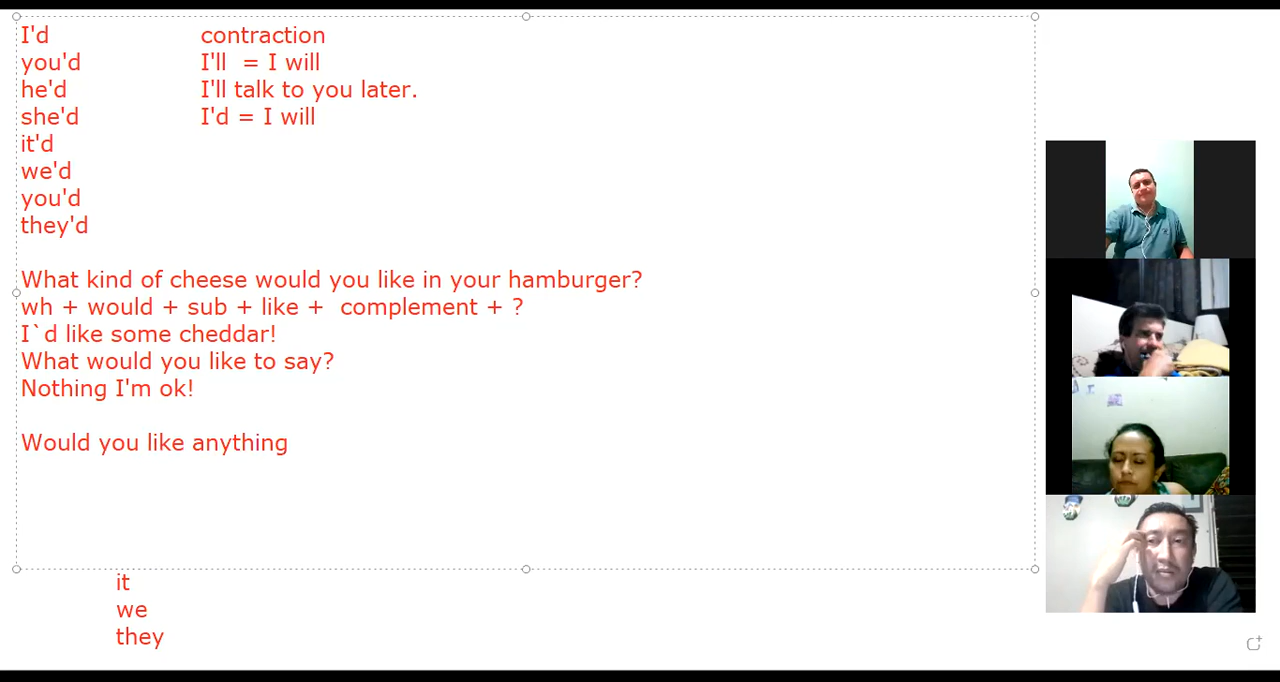 I'd contraction
you'd I'll = I will
he'd I'll talk to you later.
she'd I'd = I will
it'd
we'd
you'd
they'd
What kind of cheese would you like in your hamburger?
wh + would + sub + like + complement + ?
I`d like some cheddar!
What would you like to say?
Nothing I'm ok!
Would you like anything
it
we
they